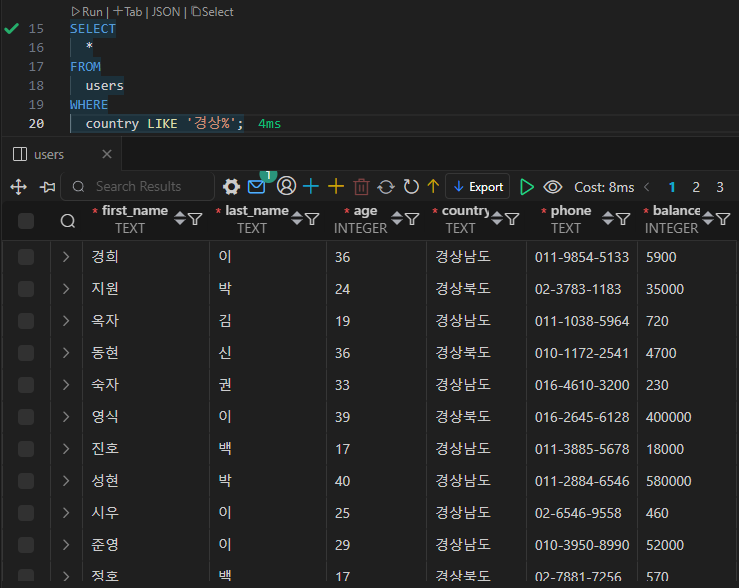 Run | +Tab | JSON | Select
15 SELECT
16 *
17 FROM
18 users
19 WHERE
20 country LIKE '경상%'; 4ms
users
Search Results 1 Export Cost: 8ms 1 2 3
* first_name * last_name * age * country * phone * balance
TEXT TEXT INTEGER TEXT TEXT INTEGER
경희 이 36 경상남도 011-9854-5133 5900
지원 박 24 경상북도 02-3783-1183 35000
옥자 김 19 경상남도 011-1038-5964 720
동현 신 36 경상북도 010-1172-2541 4700
숙자 권 33 경상남도 016-4610-3200 230
영식 이 39 경상북도 016-2645-6128 400000
진호 백 17 경상남도 011-3885-5678 18000
성현 박 40 경상남도 011-2884-6546 580000
시우 이 25 경상남도 02-6546-9558 460
준영 이 29 경상남도 010-3950-8990 52000
정호 백 17 경상북도 02-7881-7256 570